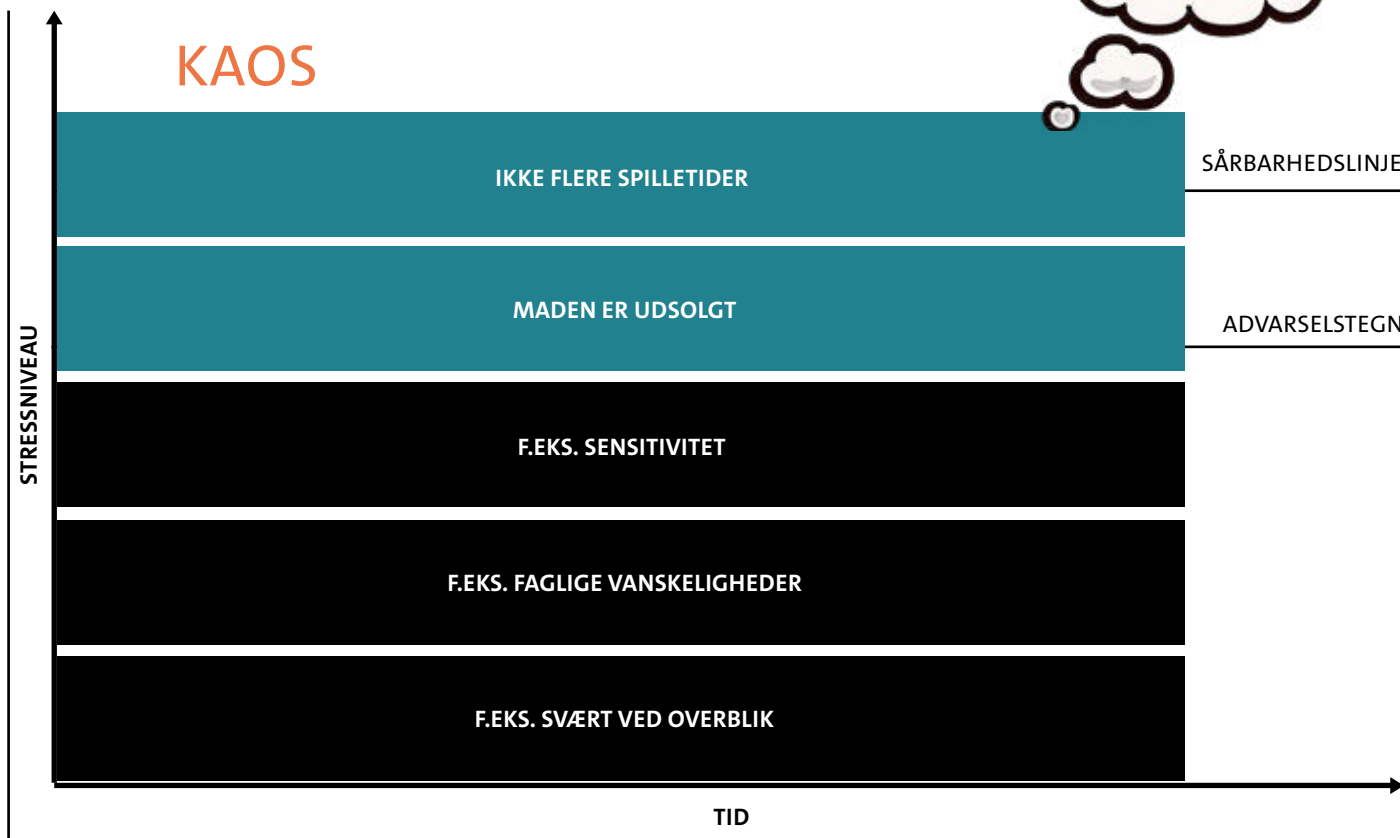 KAOS
IKKE FLERE SPILLETIDER
SÅRBARHEDSLINJE
MADEN ER UDSOLGT
ADVARSELSTEGN
STRESSNIVEAU
F.EKS. SENSITIVITET
F.EKS. FAGLIGE VANSKELIGHEDER
F.EKS. SVÆRT VED OVERBLIK
TID